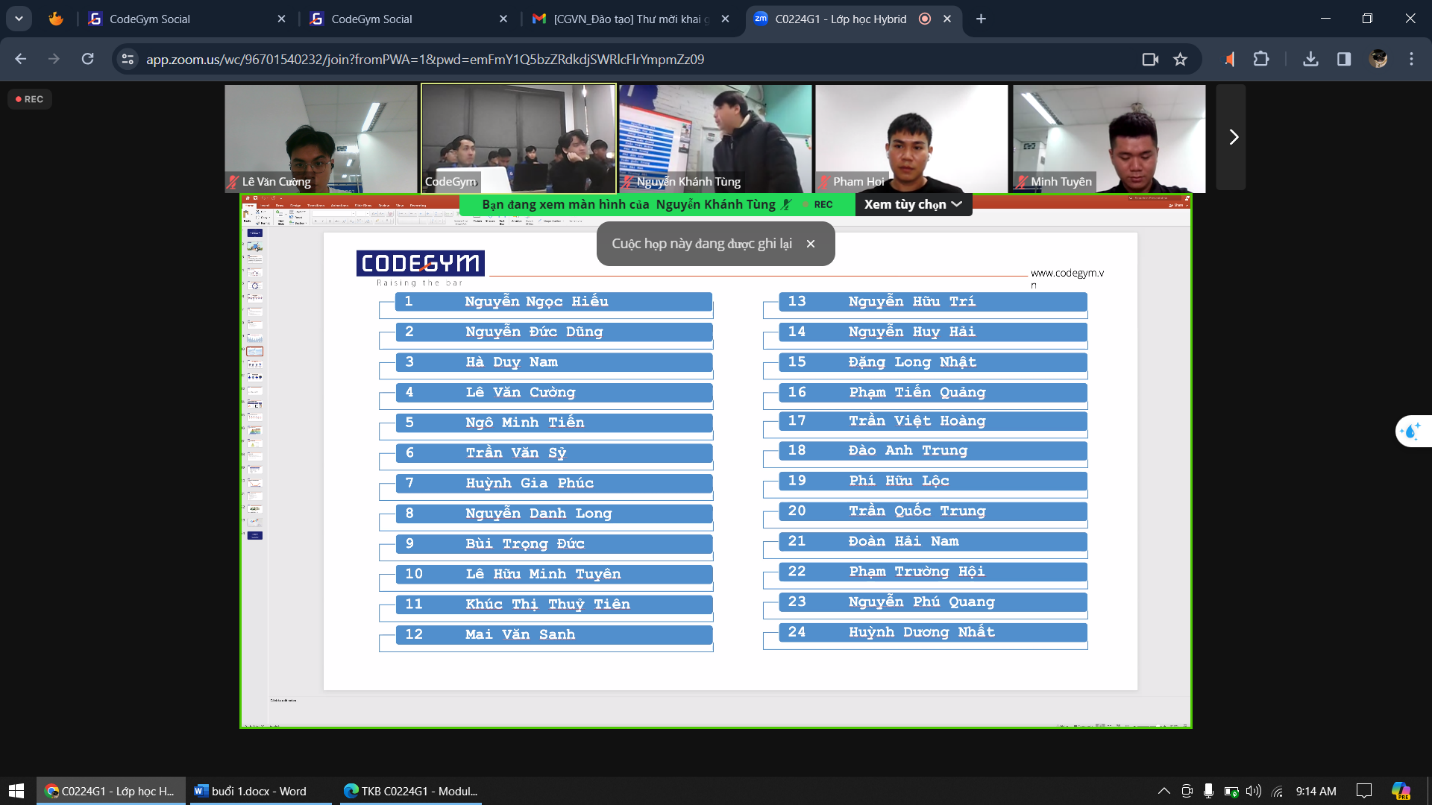 CodeGym Social
CodeGym Social
[CGVN_Đào tạo] Thư mời khai g
C0224G1 - Lớp học Hybrid
app.zoom.us/wc/96701540232/join?fromPWA=1&pwd=emFmY1Q5bzZRdkdjSWRlcFlrYmpmZz09
REC
Lê Văn Cường
CodeGym
Nguyễn Khánh Tùng
Pham Hoi
Minh Tuyên
Bạn đang xem màn hình của Nguyễn Khánh Tùng
REC
Xem tùy chọn
Cuộc họp này đang được ghi lại
CODEGYM
Raising the bar
www.codegym.v
n
1 Nguyễn Ngọc Hiếu
2 Nguyễn Đức Dũng
3 Hà Duy Nam
4 Lê Văn Cường
5 Ngô Minh Tiến
6 Trần Văn Sỹ
7 Huỳnh Gia Phúc
8 Nguyễn Danh Long
9 Bùi Trọng Đức
10 Lê Hữu Minh Tuyên
11 Khúc Thị Thuỷ Tiên
12 Mai Văn Sanh
13 Nguyễn Hữu Trí
14 Nguyễn Huy Hải
15 Đặng Long Nhật
16 Phạm Tiến Quảng
17 Trần Việt Hoàng
18 Đào Anh Trung
19 Phí Hữu Lộc
20 Trần Quốc Trung
21 Đoàn Hải Nam
22 Phạm Trường Hội
23 Nguyễn Phú Quang
24 Huỳnh Dương Nhất
C0224G1 - Lớp học H...
buổi 1.docx - Word
TKB C0224G1 - Modul...
9:14 AM